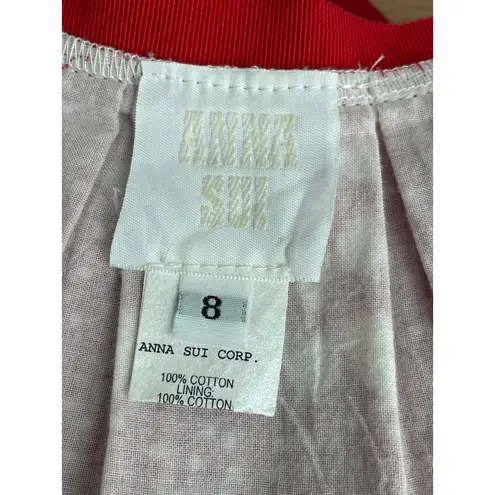 ANNA
SUI
8
ANNA SUI CORP.
100% COTTON
LINING:
100% COTTON